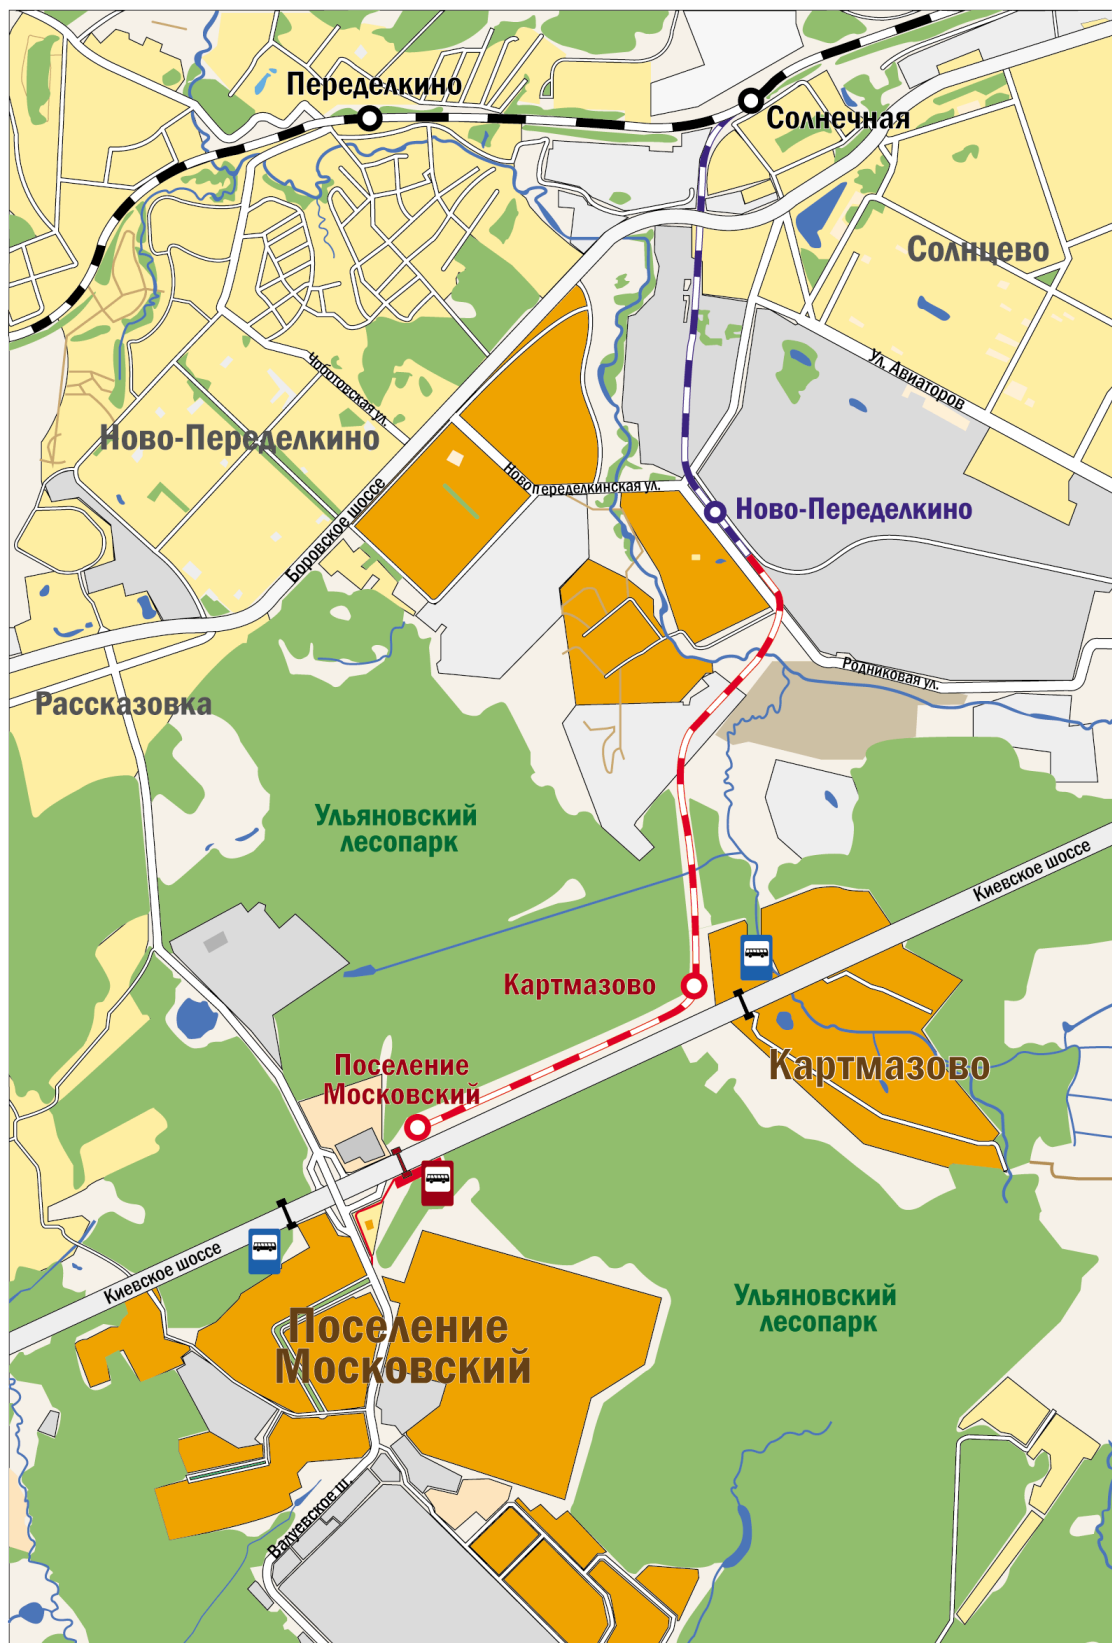 Переделкино
Солнечная
Солнцево
Чоботовская ул.
Ул. Авиаторов
Ново-Переделкино
Новопеределкинская ул.
Боровское шоссе
Ново-Переделкино
Родниковая ул.
Рассказовка
Ульяновский
лесопарк
Киевское шоссе
Картмазово
Картмазово
Поселение
Московский
Киевское шоссе
Ульяновский
лесопарк
Поселение
Московский
Валуевское ш.